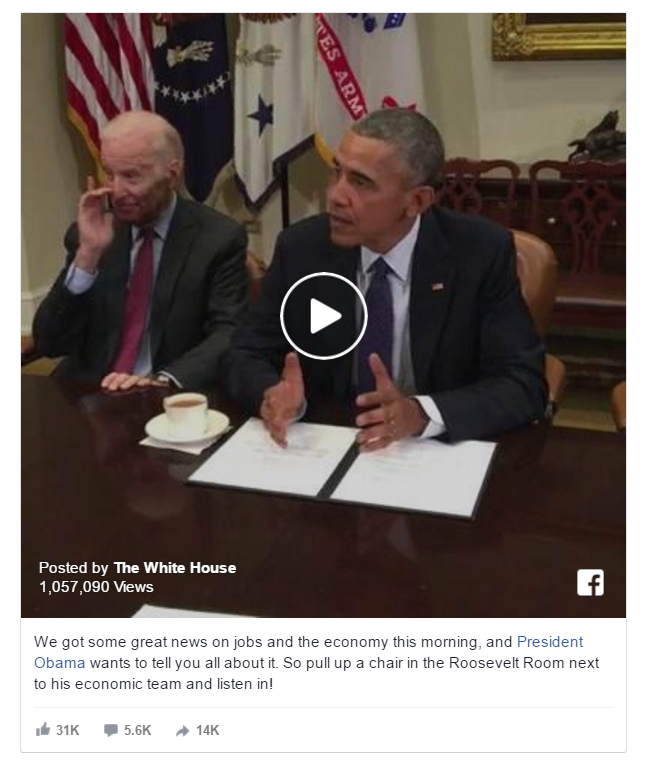 TES ARM
Posted by The White House
1,057,090 Views
We got some great news on jobs and the economy this morning, and President
Obama wants to tell you all about it. So pull up a chair in the Roosevelt Room next
to his economic team and listen in!
31K 5.6K 14K